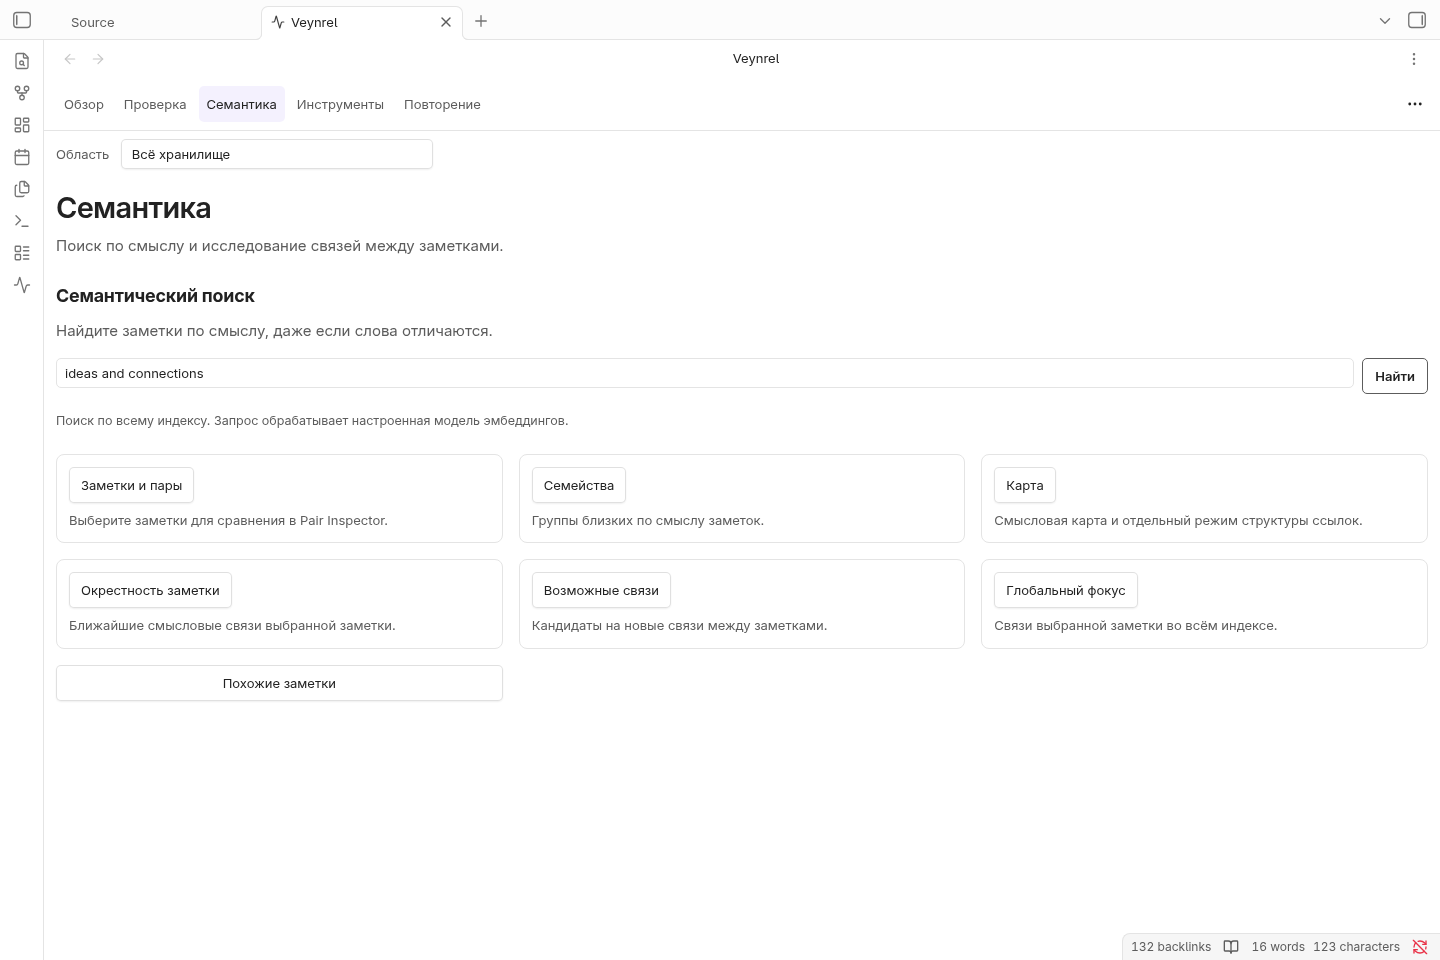 Source
Veynrel
Veynrel
Обзор Проверка Семантика Инструменты Повторение
Область Всё хранилище
Семантика
Поиск по смыслу и исследование связей между заметками.
Семантический поиск
Найдите заметки по смыслу, даже если слова отличаются.
ideas and connections
Найти
Поиск по всему индексу. Запрос обрабатывает настроенная модель эмбеддингов.
Заметки и пары
Выберите заметки для сравнения в Pair Inspector.
Семейства
Группы близких по смыслу заметок.
Карта
Смысловая карта и отдельный режим структуры ссылок.
Окрестность заметки
Ближайшие смысловые связи выбранной заметки.
Возможные связи
Кандидаты на новые связи между заметками.
Глобальный фокус
Связи выбранной заметки во всём индексе.
Похожие заметки
132 backlinks 16 words 123 characters